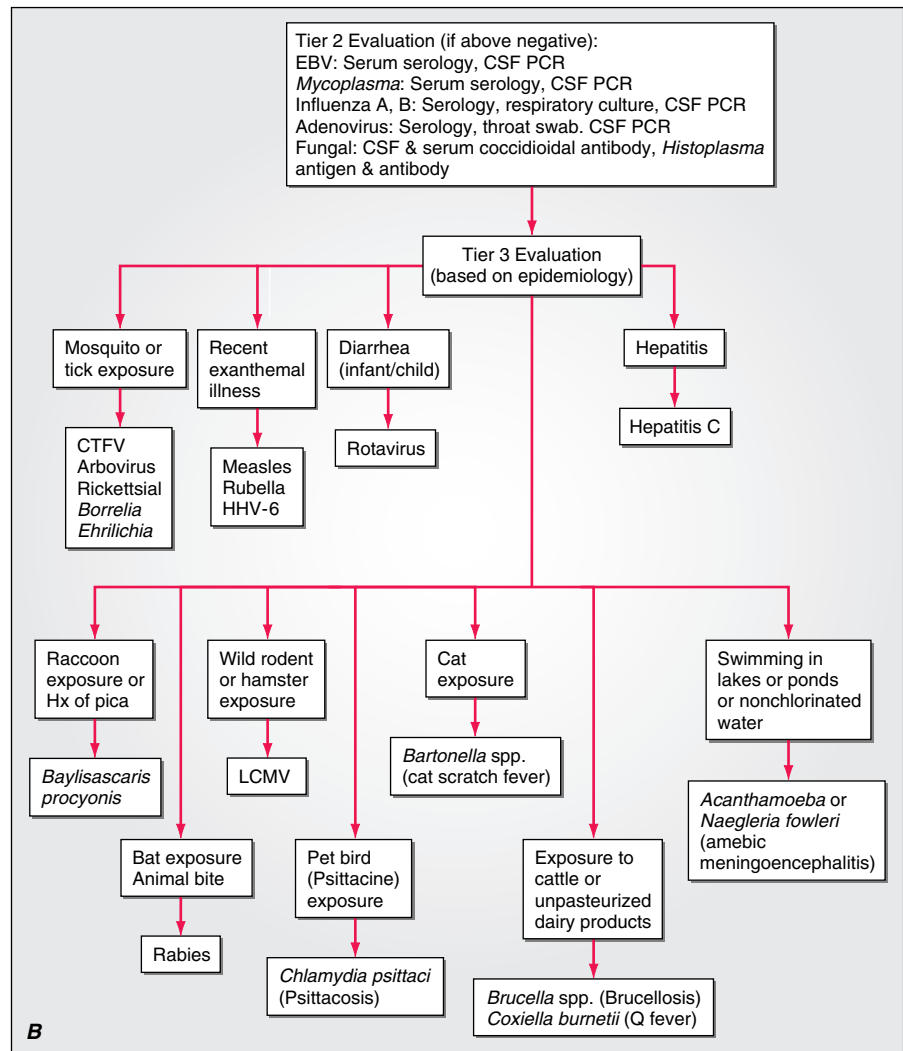 Tier 2 Evaluation (if above negative):
EBV: Serum serology, CSF PCR
Mycoplasma: Serum serology, CSF PCR
Influenza A, B: Serology, respiratory culture, CSF PCR
Adenovirus: Serology, throat swab. CSF PCR
Fungal: CSF & serum coccidioidal antibody, Histoplasma
antigen & antibody
Tier 3 Evaluation
(based on epidemiology)
Mosquito or
tick exposure
Recent
exanthemal
illness
Diarrhea
(infant/child)
Hepatitis
CTFV
Arbovirus
Rickettsial
Borrelia
Ehrilichia
Measles
Rubella
HHV-6
Rotavirus
Hepatitis C
Raccoon
exposure or
Hx of pica
Wild rodent
or hamster
exposure
Cat
exposure
Swimming in
lakes or ponds
or nonchlorinated
water
Baylisascaris
procyonis
LCMV
Bartonella spp.
(cat scratch fever)
Acanthamoeba or
Naegleria fowleri
(amebic
meningoencephalitis)
Bat exposure
Animal bite
Pet bird
(Psittacine)
exposure
Exposure to
cattle or
unpasteurized
dairy products
Rabies
Chlamydia psittaci
(Psittacosis)
Brucella spp. (Brucellosis)
Coxiella burnetii (Q fever)
B